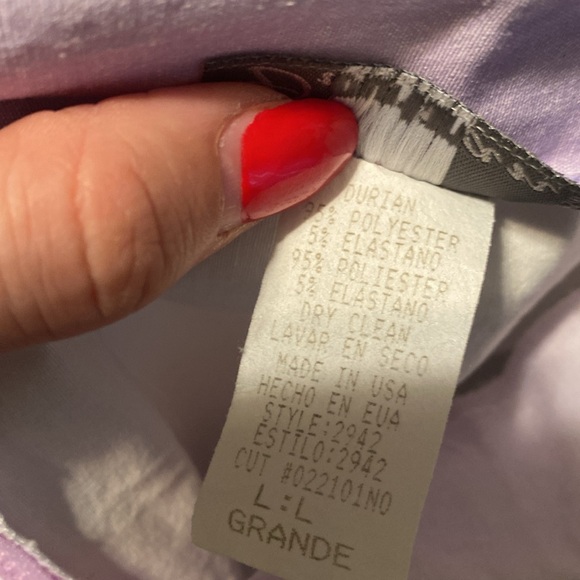 DURIAN
95% POLYESTER
5% ELASTANO
95% POLIESTER
5% ELASTANO
DRY CLEAN
LAVAR EN SECO
MADE IN USA
HECHO EN EUA
STYLE:2942
ESTILO:2942
CUT #022101NO
L:L
GRANDE